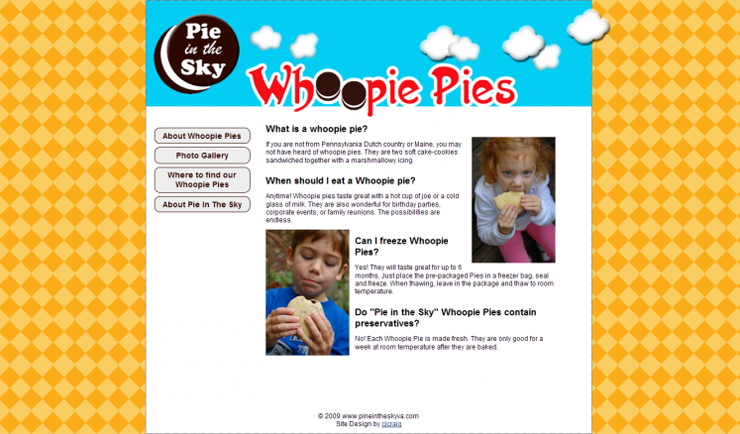 Pie
in the
Sky
Whoopie Pies
About Whoopie Pies
Photo Gallery
Where to find our
Whoopie Pies
About Pie In The Sky
What is a whoopie pie?
If you are not from Pennsylvania Dutch country or Maine, you may
not have heard of whoopie pies. They are two soft cake-cookies
sandwiched together with a marshmallowy icing.
When should I eat a Whoopie pie?
Anytime! Whoopie pies taste great with a hot cup of joe or a cold
glass of milk. They are also wonderful for birthday parties,
corporate events, or family reunions. The possibilities are
endless.
Can I freeze Whoopie
Pies?
Yes! They will taste great for up to 6
months. Just place the pre-packaged Pies in a freezer bag, seal
and freeze. When thawing, leave in the package and thaw to room
temperature.
Do "Pie in the Sky" Whoopie Pies contain
preservatives?
No! Each Whoopie Pie is made fresh. They are only good for a
week at room temperature after they are baked.
© 2009 www.pineintheskyva.com
Site Design by cjcraig